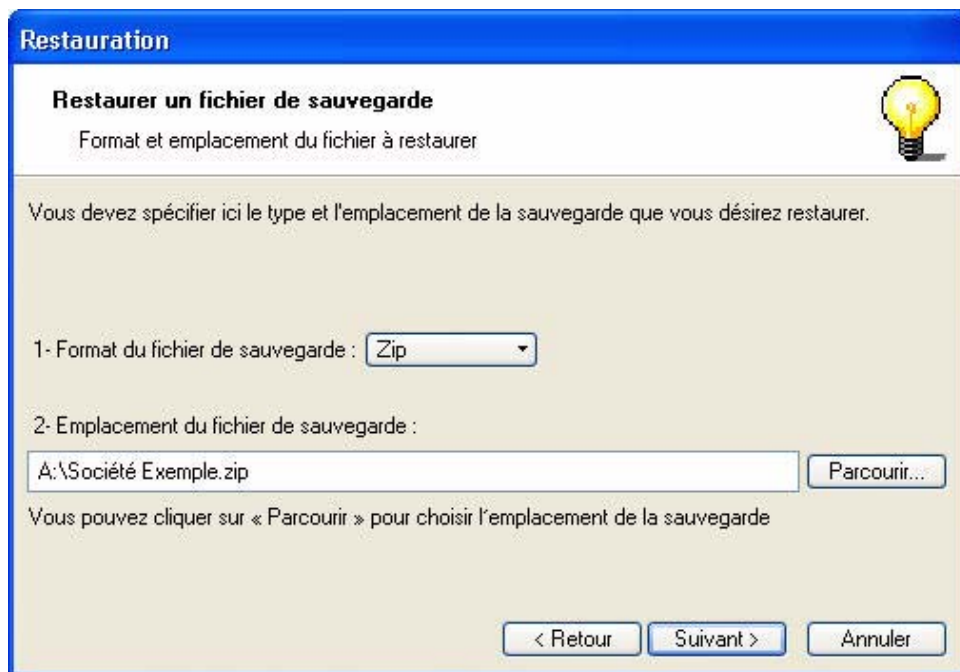 Restauration
Restaurer un fichier de sauvegarde
Format et emplacement du fichier à restaurer
Vous devez spécifier ici le type et l'emplacement de la sauvegarde que vous désirez restaurer.
1- Format du fichier de sauvegarde : Zip
2- Emplacement du fichier de sauvegarde :
A:\Société Exemple.zip Parcourir...
Vous pouvez cliquer sur « Parcourir » pour choisir l'emplacement de la sauvegarde
< Retour Suivant > Annuler